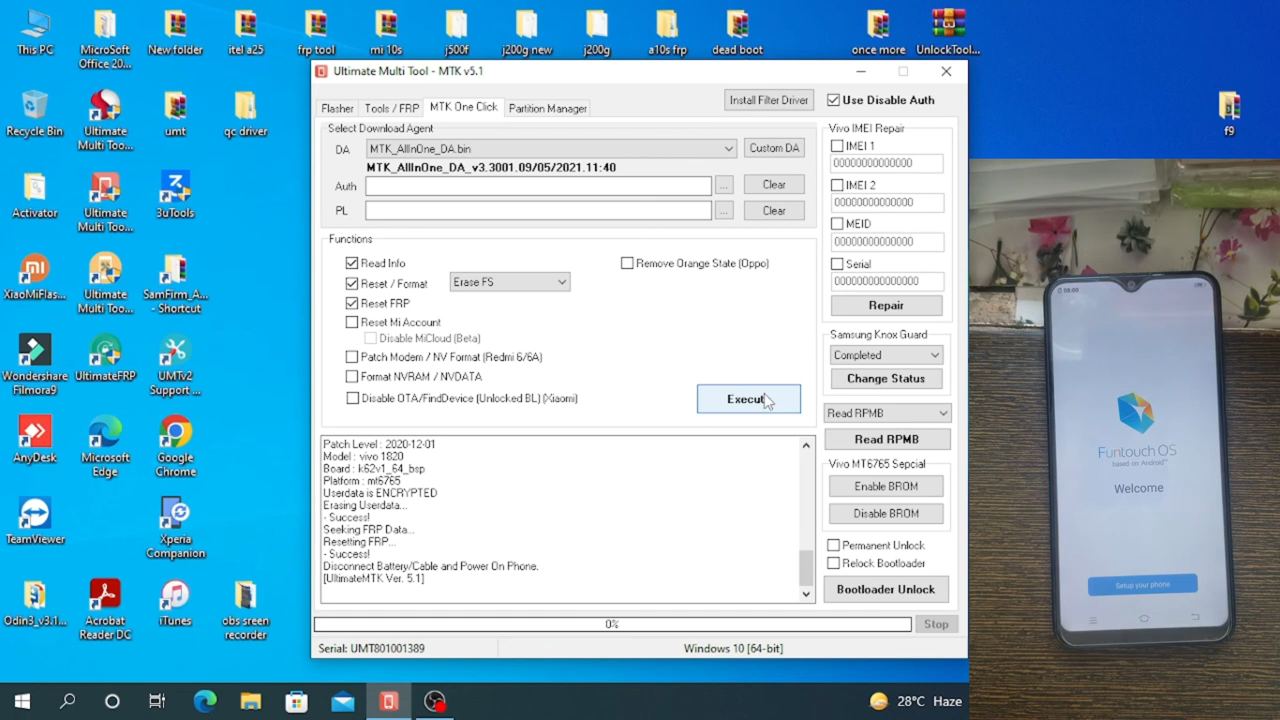 This PC
MicroSoft
Office 20...
New folder
itel a25
frp tool
mi 10s
j500f
j200g new
j200g
a10s frp
dead boot
once more
UnlockTool...
Recycle Bin
Ultimate
Multi Too...
umt
qc driver
f9
Activator
Ultimate
Multi Too...
3uTools
XiaoMiFlas...
Ultimate
Multi Too...
SamFirm_A...
- Shortcut
Wondershare
Filmora9
UltimateFRP
UMTv2
Support ...
AnyDesk
Microsoft
Edge
Google
Chrome
TeamViewer
Xperia
Companion
Odin3_v3.1...
Acrobat
Reader DC
iTunes
obs sreen
recorder
Ultimate Multi Tool - MTK v5.1
Flasher
Tools / FRP
MTK One Click
Partition Manager
Install Filter Driver
Use Disable Auth
Select Download Agent
DA
MTK_AllInOne_DA.bin
Custom DA
MTK_AllInOne_DA_v3.3001.09/05/2021.11:40
Auth
...
Clear
PL
...
Clear
Functions
Read Info
Remove Orange State (Oppo)
Reset / Format
Erase FS
Reset FRP
Reset Mi Account
Disable MiCloud (Beta)
Patch Modem / NV Format (Redmi 6/6A)
Format NVRAM / NVDATA
Disable OTA/FindDevice (Unlocked BL) (Xiaomi)
Execut
Patch Level : 2020-12-01
Model : vivo 1820
Board : k62v1_64_bsp
Platform : mt6765
Userdata is ENCRYPTED
Erasing Userdata...
- Success!
Seeking FRP Data...
Resetting FRP...
- Success!
Disconnect Battery/Cable and Power On Phone.
[UltimateMTK Ver. 5.1]
Vivo IMEI Repair
IMEI 1
00000000000000
IMEI 2
00000000000000
MEID
00000000000000
Serial
00000000000000
Repair
Samsung Knox Guard
Completed
Change Status
Read RPMB
Read RPMB
Vivo MT6765 Sepcial
Enable BROM
Disable BROM
Permanent Unlock
Relock Bootloader
Bootloader Unlock
0%
Stop
Serial: UMT801001389
Windows 10 [64-bit]
28°C Haze
08:00
Funtouch OS
based on Android™
Welcome
Setup your phone